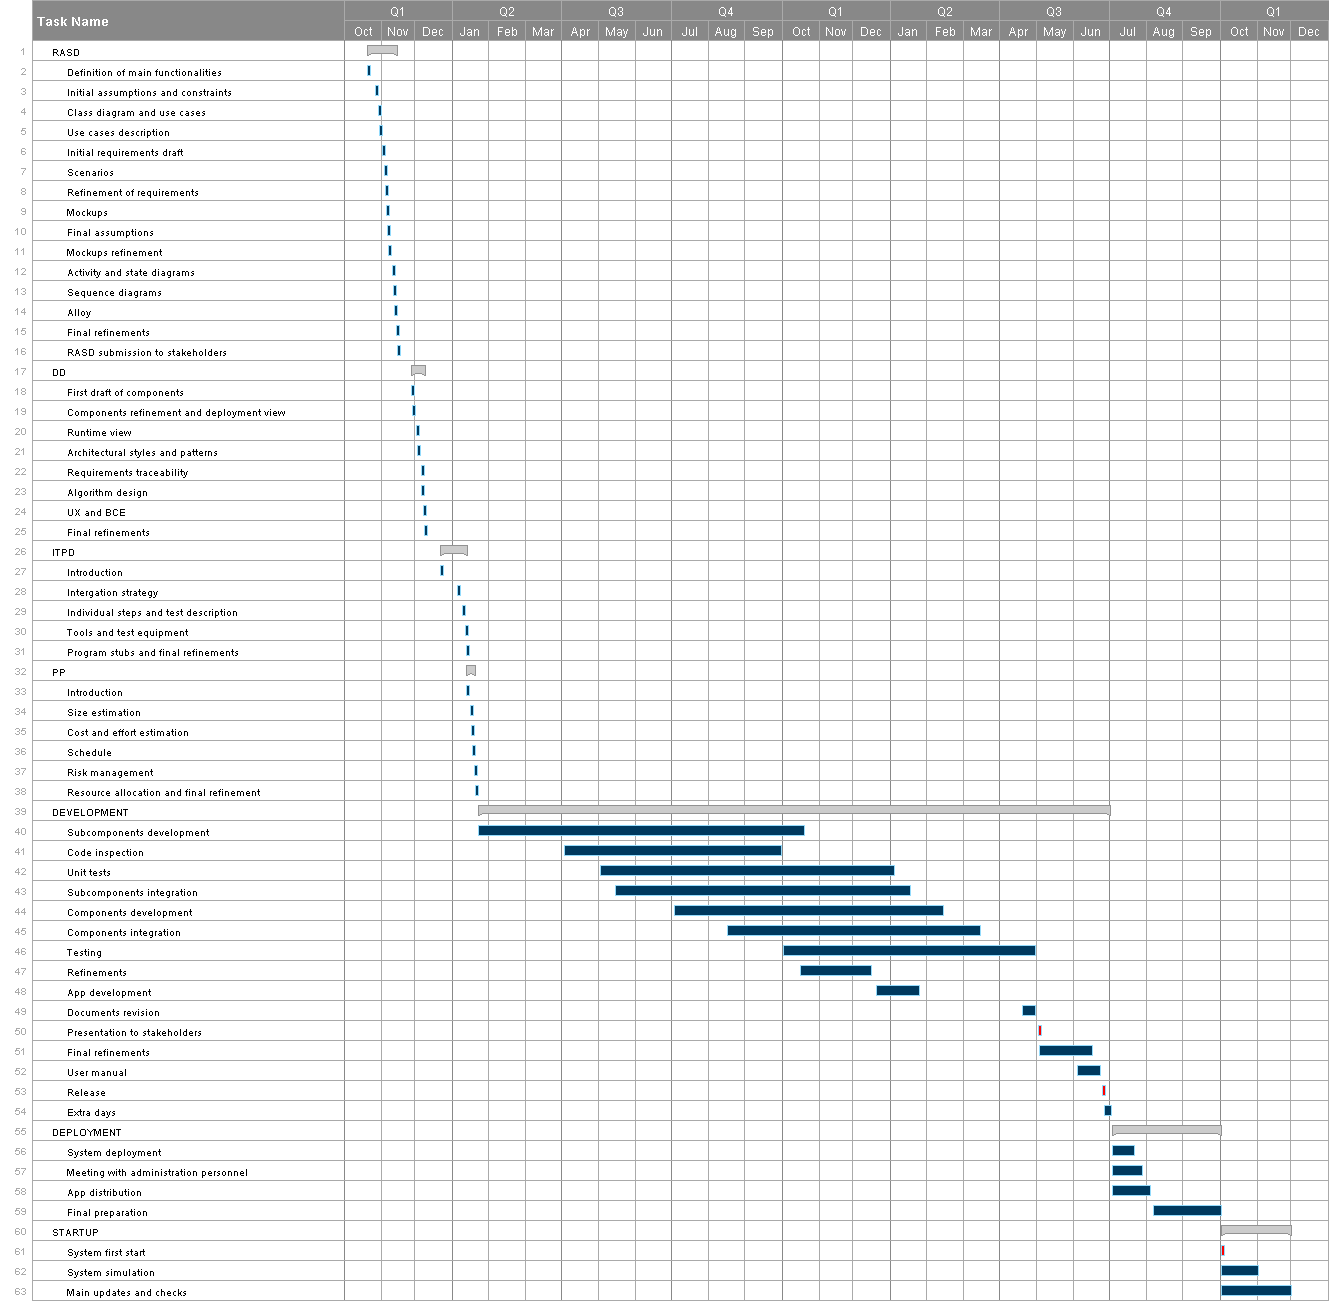 Task Name Q1 Q2 Q3 Q4 Q1 Q2 Q3 Q4 Q1
Oct Nov Dec Jan Feb Mar Apr May Jun Jul Aug Sep Oct Nov Dec Jan Feb Mar Apr May Jun Jul Aug Sep Oct Nov Dec
1 RASD
2 Definition of main functionalities
3 Initial assumptions and constraints
4 Class diagram and use cases
5 Use cases description
6 Initial requirements draft
7 Scenarios
8 Refinement of requirements
9 Mockups
10 Final assumptions
11 Mockups refinement
12 Activity and state diagrams
13 Sequence diagrams
14 Alloy
15 Final refinements
16 RASD submission to stakeholders
17 DD
18 First draft of components
19 Components refinement and deployment view
20 Runtime view
21 Architectural styles and patterns
22 Requirements traceability
23 Algorithm design
24 UX and BCE
25 Final refinements
26 ITPD
27 Introduction
28 Intergation strategy
29 Individual steps and test description
30 Tools and test equipment
31 Program stubs and final refinements
32 PP
33 Introduction
34 Size estimation
35 Cost and effort estimation
36 Schedule
37 Risk management
38 Resource allocation and final refinement
39 DEVELOPMENT
40 Subcomponents development
41 Code inspection
42 Unit tests
43 Subcomponents integration
44 Components development
45 Components integration
46 Testing
47 Refinements
48 App development
49 Documents revision
50 Presentation to stakeholders
51 Final refinements
52 User manual
53 Release
54 Extra days
55 DEPLOYMENT
56 System deployment
57 Meeting with administration personnel
58 App distribution
59 Final preparation
60 STARTUP
61 System first start
62 System simulation
63 Main updates and checks